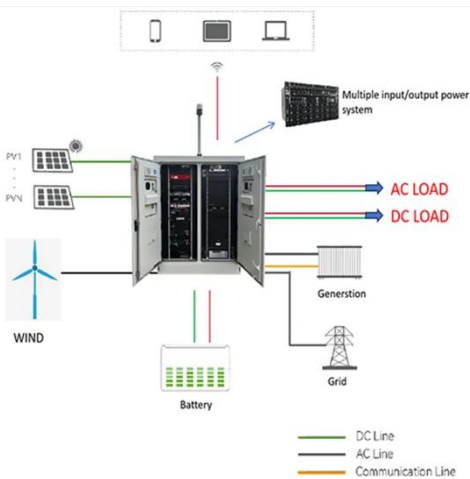 Multiple input/output power
system
PV1
PVN
AC LOAD
DC LOAD
WIND
Generstion
Grid
Battery
DC Line
AC Line
Communication Line